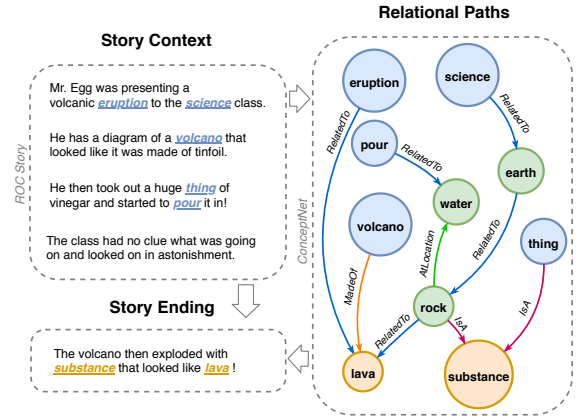 Story Context
Relational Paths
ROC Story
Mr. Egg was presenting a
volcanic eruption to the science class.
He has a diagram of a volcano that
looked like it was made of tinfoil.
He then took out a huge thing of
vinegar and started to pour it in!
The class had no clue what was going
on and looked on in astonishment.
Story Ending
The volcano then exploded with
substance that looked like lava !
ConceptNet
eruption
science
RelatedTo
RelatedTo
pour
RelatedTo
earth
water
volcano
thing
RelatedTo
AtLocation
MadeOf
rock
IsA
IsA
RelatedTo
lava
substance